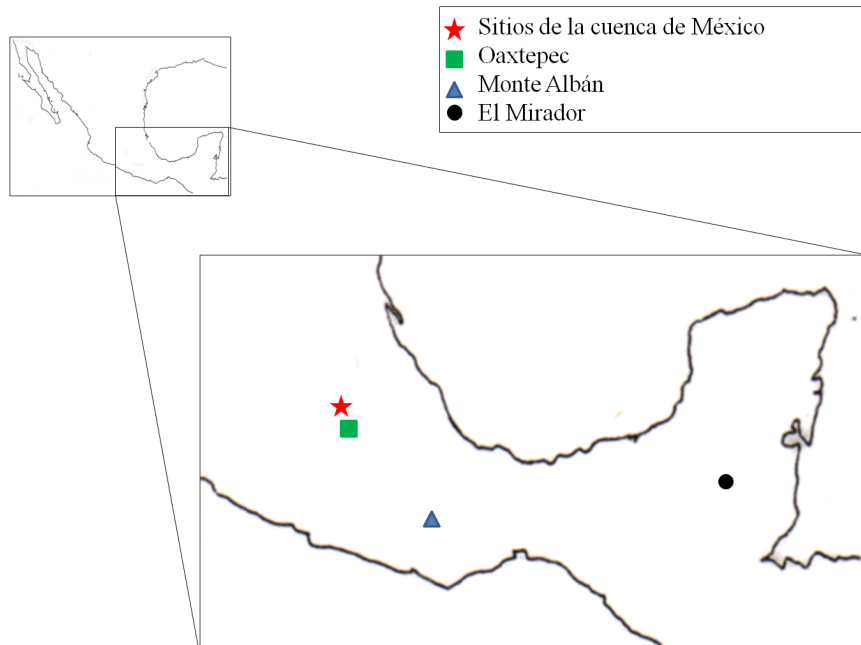 Sitios de la cuenca de México
Oaxtepec
Monte Albán
El Mirador